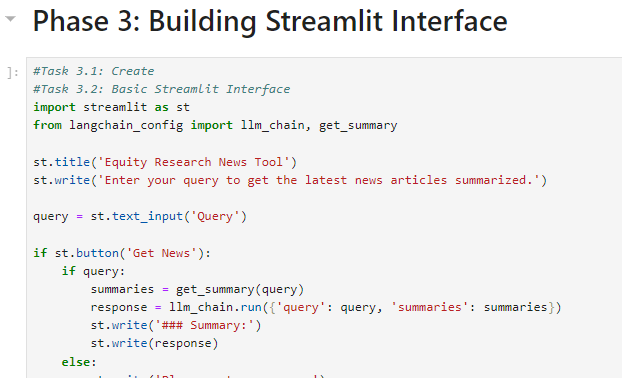 Phase 3: Building Streamlit Interface
]: #Task 3.1: Create
#Task 3.2: Basic Streamlit Interface
import streamlit as st
from langchain_config import llm_chain, get_summary
st.title('Equity Research News Tool')
st.write('Enter your query to get the latest news articles summarized.')
query = st.text_input('Query')
if st.button('Get News'):
    if query:
        summaries = get_summary(query)
        response = llm_chain.run({'query': query, 'summaries': summaries})
        st.write('### Summary:')
        st.write(response)
    else: